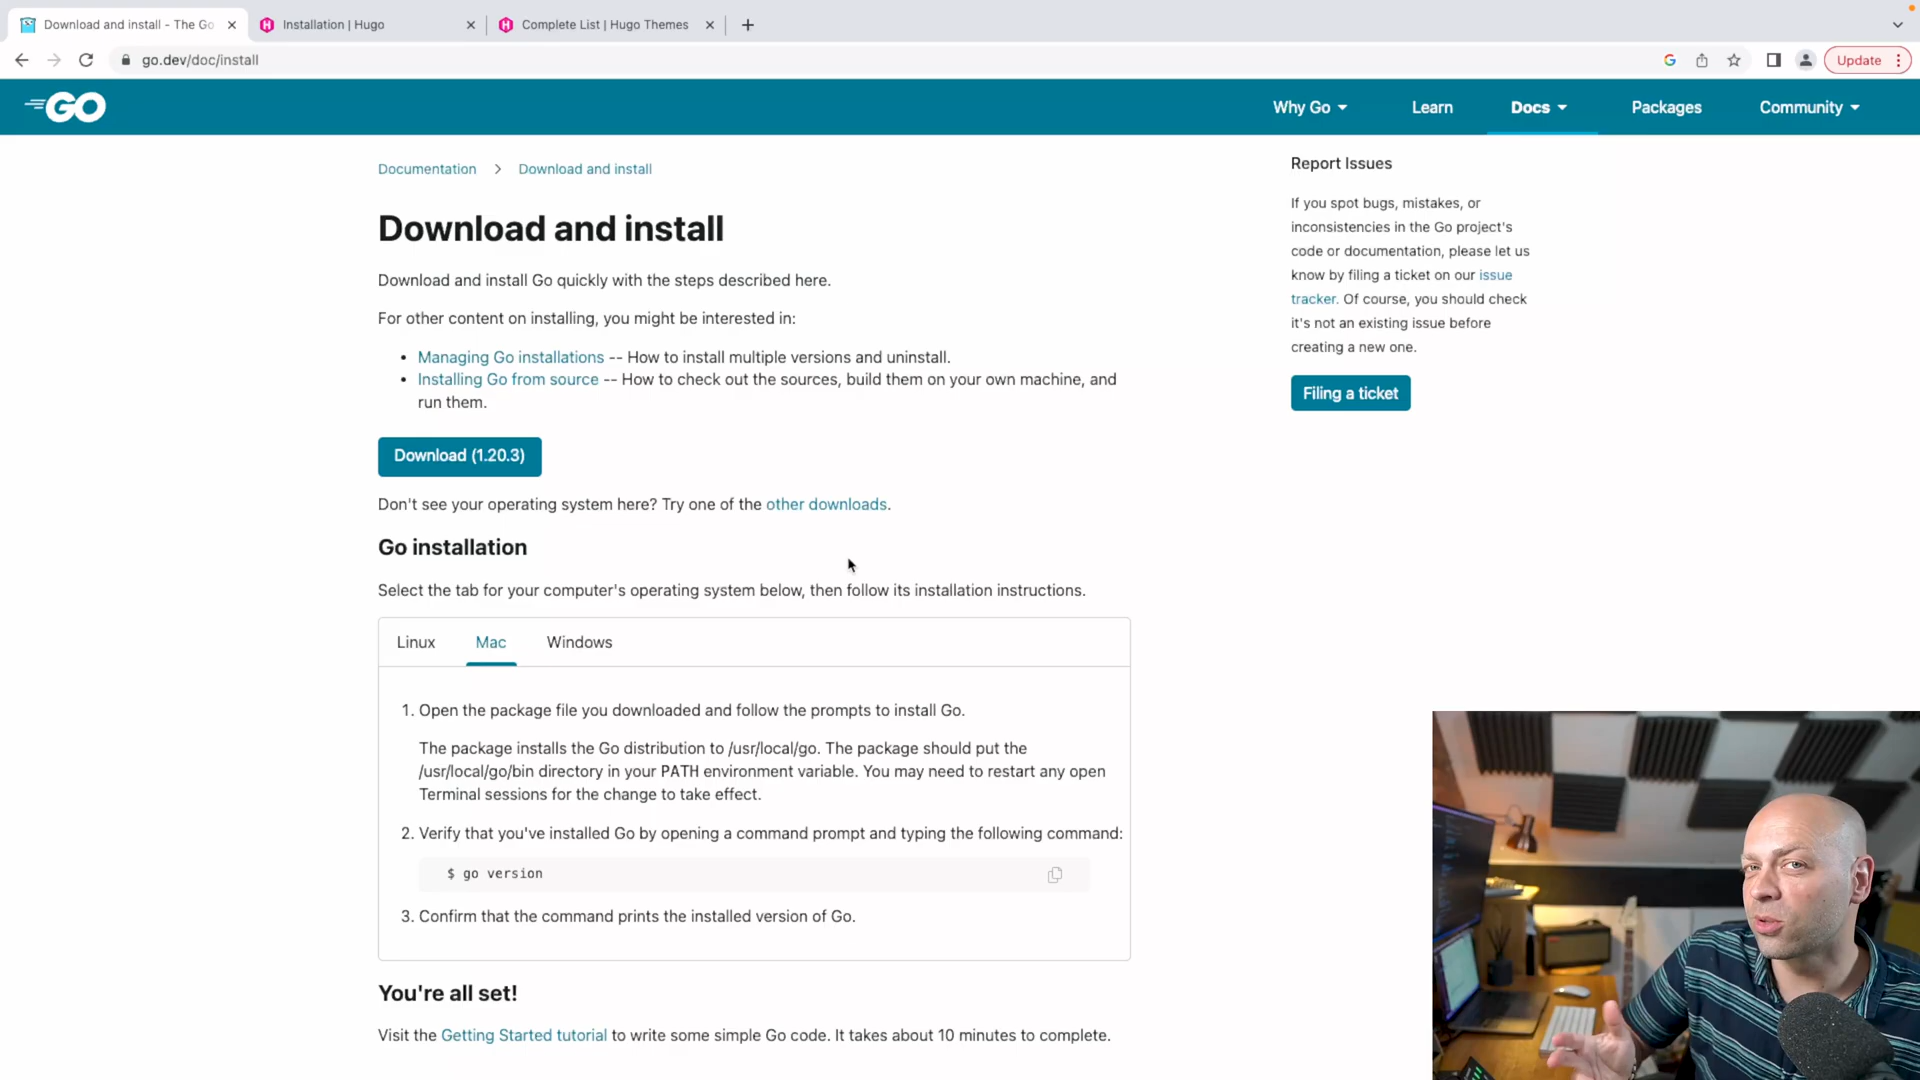 Download and install - The Go
Installation | Hugo
Complete List | Hugo Themes
go.dev/doc/install
Update
GO
Why Go
Learn
Docs
Packages
Community
Documentation > Download and install
Download and install
Download and install Go quickly with the steps described here.
For other content on installing, you might be interested in:
• Managing Go installations -- How to install multiple versions and uninstall.
• Installing Go from source -- How to check out the sources, build them on your own machine, and
run them.
Download (1.20.3)
Don't see your operating system here? Try one of the other downloads.
Go installation
Select the tab for your computer's operating system below, then follow its installation instructions.
Linux
Mac
Windows
1. Open the package file you downloaded and follow the prompts to install Go.
The package installs the Go distribution to /usr/local/go. The package should put the
/usr/local/go/bin directory in your PATH environment variable. You may need to restart any open
Terminal sessions for the change to take effect.
2. Verify that you've installed Go by opening a command prompt and typing the following command:
$ go version
3. Confirm that the command prints the installed version of Go.
You're all set!
Visit the Getting Started tutorial to write some simple Go code. It takes about 10 minutes to complete.
Report Issues
If you spot bugs, mistakes, or
inconsistencies in the Go project's
code or documentation, please let us
know by filing a ticket on our issue
tracker. Of course, you should check
it's not an existing issue before
creating a new one.
Filing a ticket